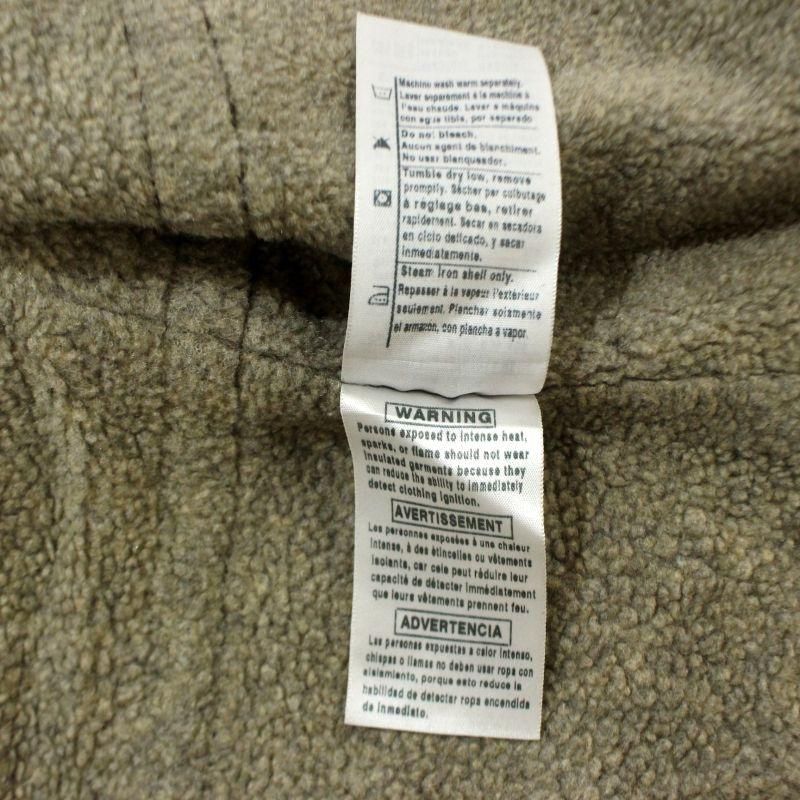 Machine wash warm separately.
Laver separement à la machine à
l'eau chaude. Lavar a máquina
con agua tibia, por separado
Do not bleach.
Aucun agent de blanchiment.
No usar blanqueador.
Tumble dry low, remove
promptly. Sécher par culbutage
à réglage bas, retirer
rapidement. Secar en secadora
en ciclo delicado, y sacar
inmediatamente.
Steam iron shell only.
Repasser à la vapeur l'extérieur
seulement. Planchar solamente
el armazon, con plancha a vapor.
WARNING
Persons exposed to intense heat,
sparks, or flame should not wear
insulated garments because they
can reduce the ability to immediately
detect clothing ignition.
AVERTISSEMENT
Les personnes exposées à une chaleur
intense, à des étincelles ou vêtements
isolants, car cela peut réduire leur
capacité de détecter immédiatement
que leurs vêtements prennent feu.
ADVERTENCIA
Las personas expuestas a calor intenso,
chispas o llamas no deben usar ropa con
aislamiento, porque esto reduce la
habilidad de detectar ropa encendida
de inmediato.